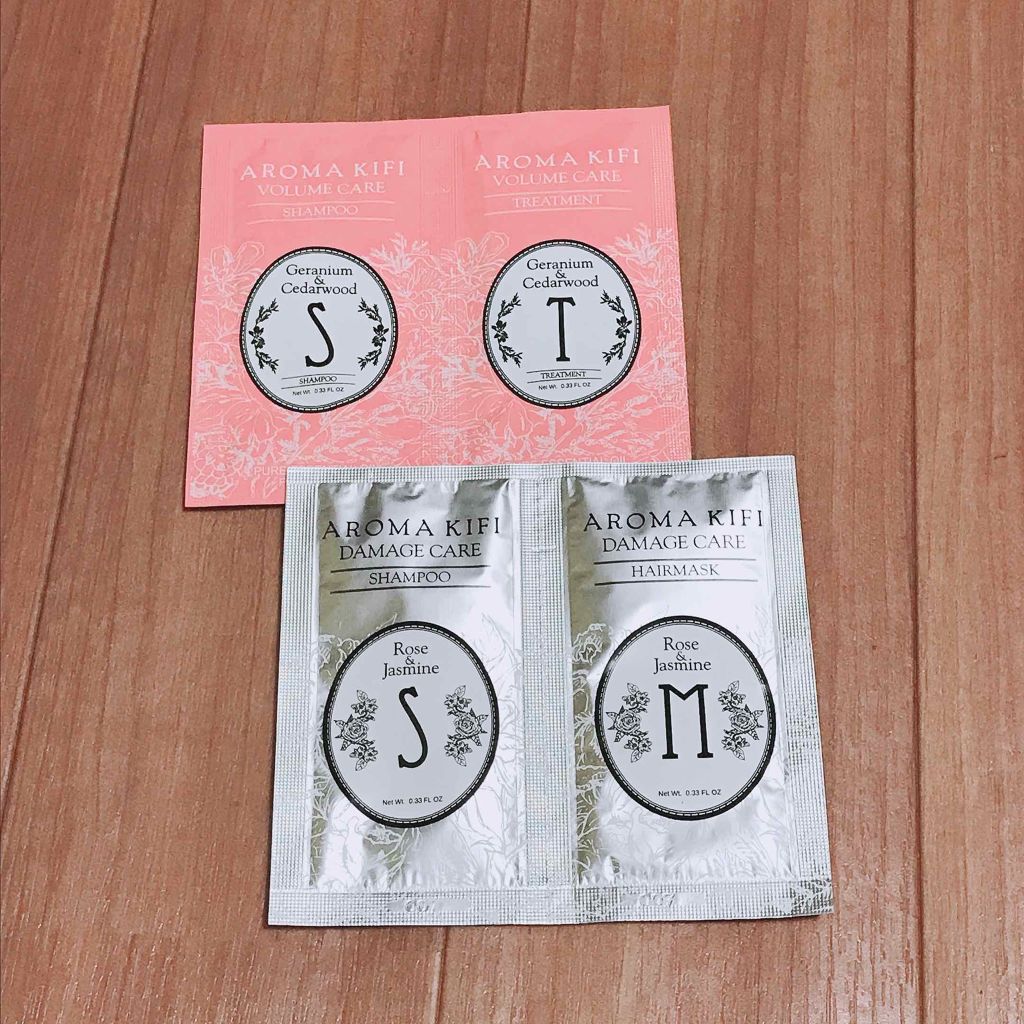 AROMA KIFI
VOLUME CARE
SHAMPOO
Geranium
&
Cedarwood
S
SHAMPOO
Net Wt. 0.33 FL OZ
PURE
AROMA KIFI
VOLUME CARE
TREATMENT
Geranium
&
Cedarwood
T
TREATMENT
Net Wt. 0.33 FL OZ
AROMA KIFI
DAMAGE CARE
SHAMPOO
Rose
&
Jasmine
S
Net Wt. 0.33 FL OZ
AROMA KIFI
DAMAGE CARE
HAIRMASK
Rose
&
Jasmine
M
Net Wt. 0.33 FL OZ